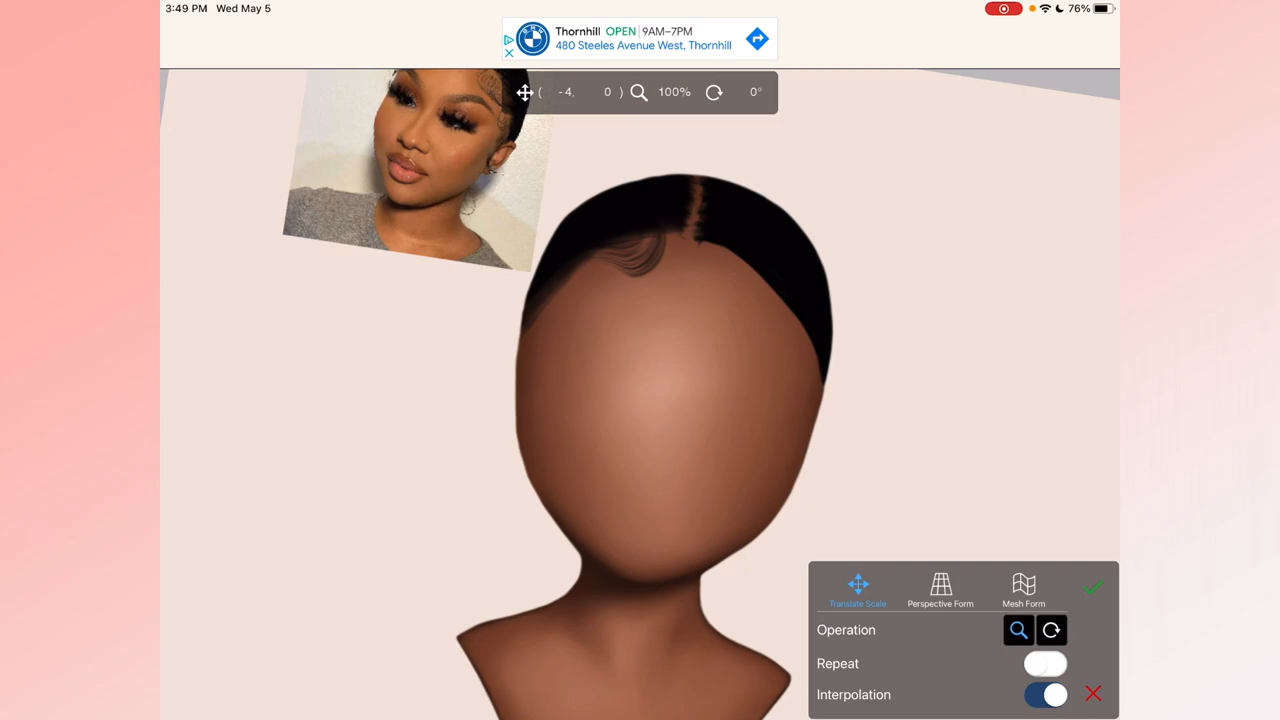 3:49 PM Wed May 5
76%
Thornhill OPEN | 9AM–7PM
480 Steeles Avenue West, Thornhill
( -4, 0 ) 100% 0°
Translate Scale Perspective Form Mesh Form
Operation
Repeat
Interpolation